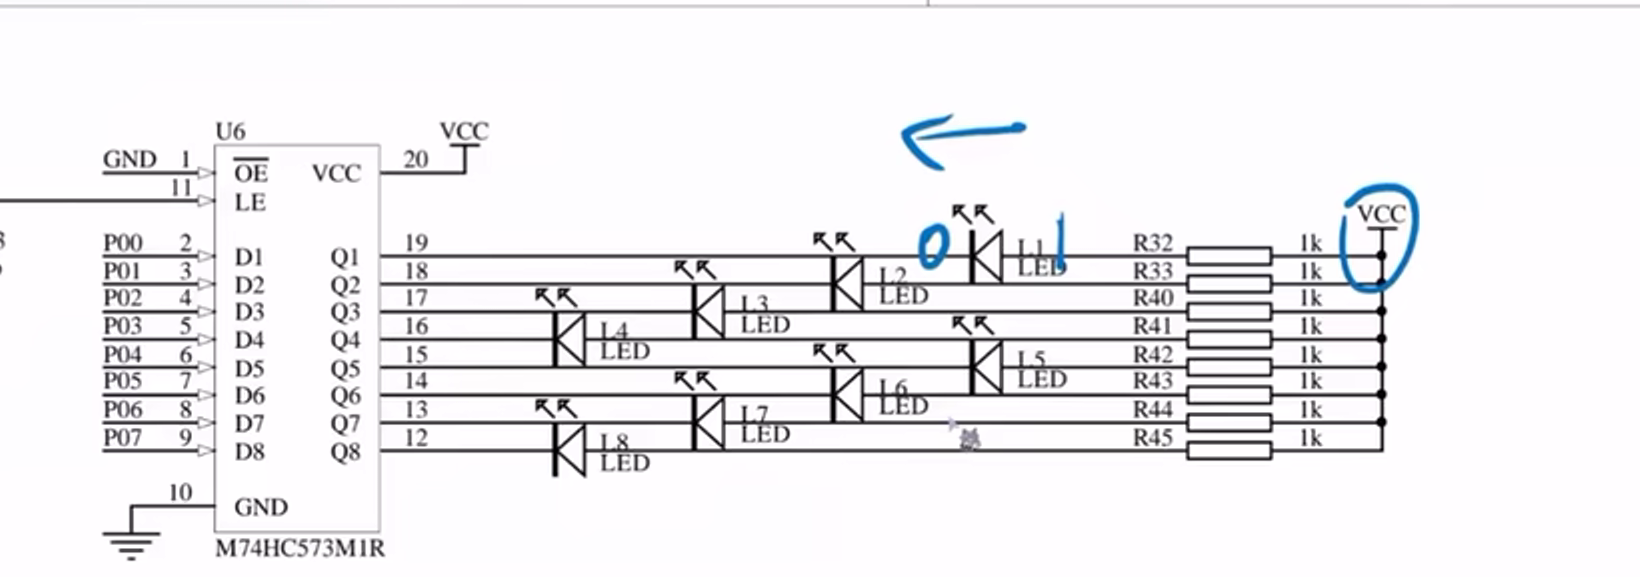 U6
VCC
GND 1 OE VCC 20
11 LE
VCC
P00 2 D1 Q1 19 0 L1 LED 1 R32 1k
P01 3 D2 Q2 18 L2 LED R33 1k
P02 4 D3 Q3 17 L3 LED R40 1k
P03 5 D4 Q4 16 L4 LED R41 1k
P04 6 D5 Q5 15 L5 LED R42 1k
P05 7 D6 Q6 14 L6 LED R43 1k
P06 8 D7 Q7 13 L7 LED R44 1k
P07 9 D8 Q8 12 L8 LED R45 1k
10 GND
M74HC573M1R